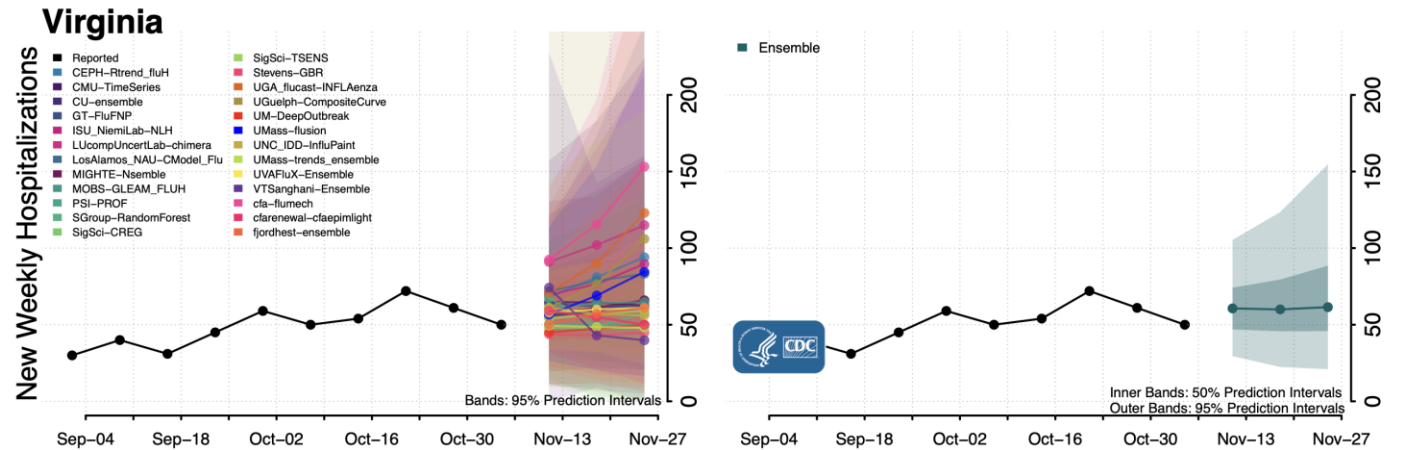 Virginia
New Weekly Hospitalizations
Reported
CEPH−Rtrend_fluH
CMU−TimeSeries
CU−ensemble
GT−FluFNP
ISU_NiemiLab−NLH
LUcompUncertLab−chimera
LosAlamos_NAU−CModel_Flu
MIGHTE−Nsemble
MOBS−GLEAM_FLUH
PSI−PROF
SGroup−RandomForest
SigSci−CREG
SigSci−TSENS
Stevens−GBR
UGA_flucast−INFLAenza
UGuelph−CompositeCurve
UM−DeepOutbreak
UMass−flusion
UNC_IDD−InfluPaint
UMass−trends_ensemble
UVAFluX−Ensemble
VTSanghani−Ensemble
cfa−flumech
cfarenewal−cfaepimlight
fjordhest−ensemble
200
150
100
50
0
Bands: 95% Prediction Intervals
Sep−04 Sep−18 Oct−02 Oct−16 Oct−30 Nov−13 Nov−27
Ensemble
200
150
100
50
0
CDC
Inner Bands: 50% Prediction Intervals
Outer Bands: 95% Prediction Intervals
Sep−04 Sep−18 Oct−02 Oct−16 Oct−30 Nov−13 Nov−27